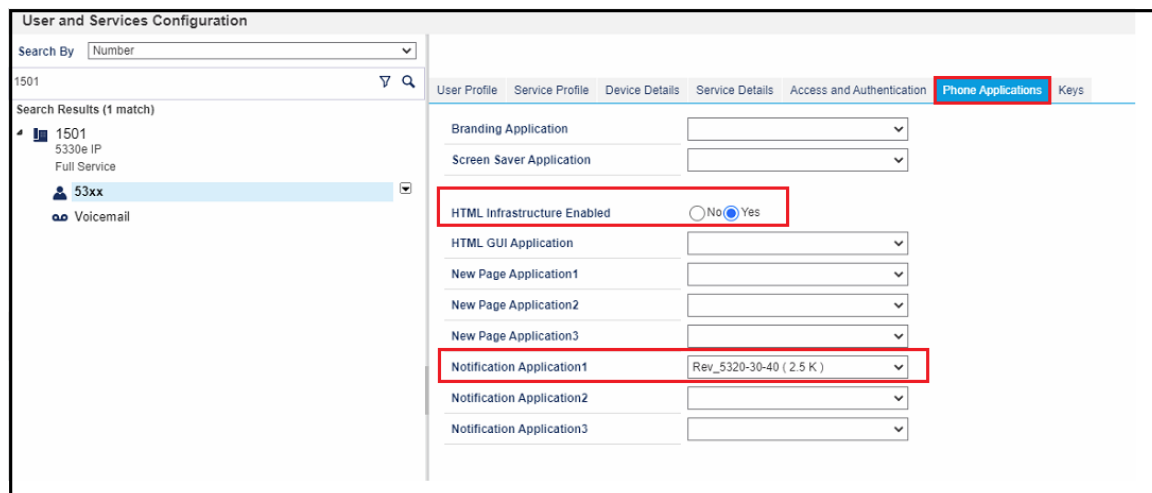 User and Services Configuration
Search By Number
1501
Search Results (1 match)
1501
5330e IP
Full Service
53xx
Voicemail
User Profile Service Profile Device Details Service Details Access and Authentication Phone Applications Keys
Branding Application
Screen Saver Application
HTML Infrastructure Enabled No Yes
HTML GUI Application
New Page Application1
New Page Application2
New Page Application3
Notification Application1 Rev_5320-30-40 ( 2.5 K )
Notification Application2
Notification Application3